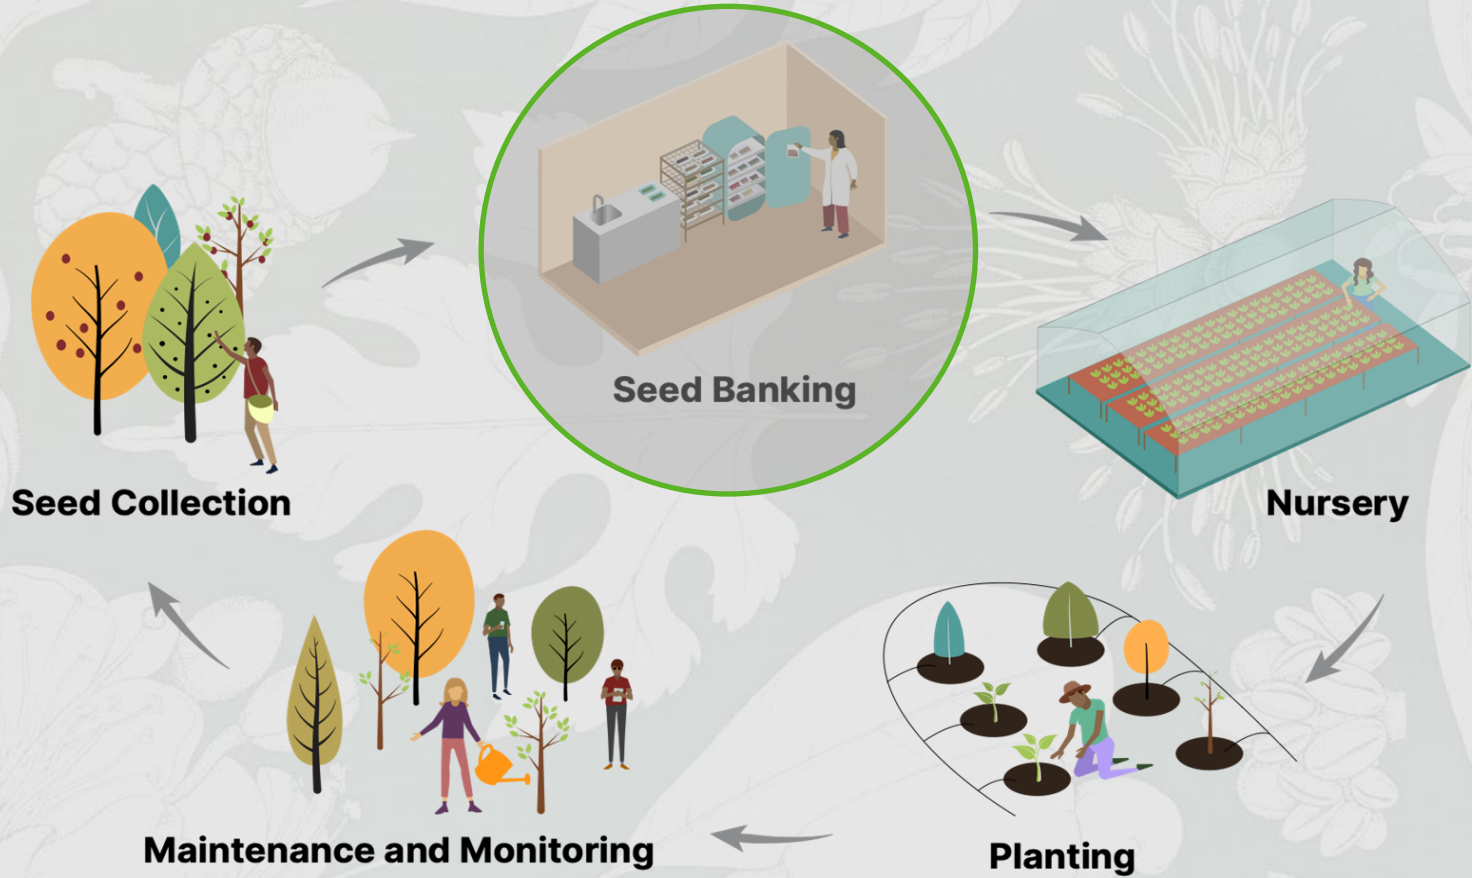 Seed Banking
Seed Collection
Nursery
Maintenance and Monitoring
Planting